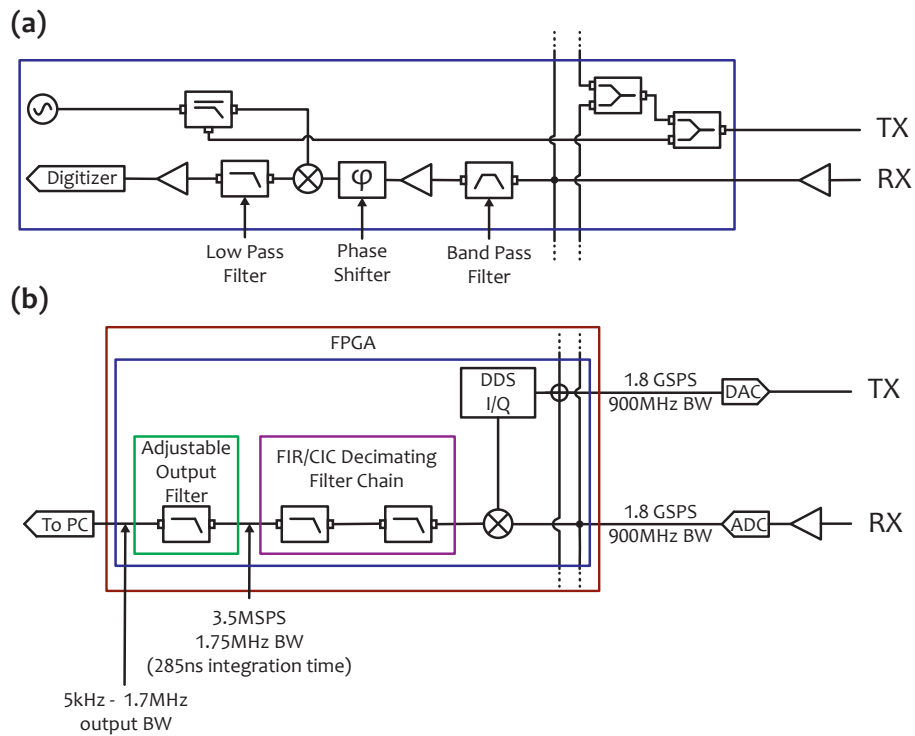 (a)
TX
Digitizer
φ
RX
Low Pass
Filter
Phase
Shifter
Band Pass
Filter
(b)
FPGA
DDS
I/Q
1.8 GSPS
900MHz BW
DAC
TX
Adjustable
Output
Filter
FIR/CIC Decimating
Filter Chain
To PC
1.8 GSPS
900MHz BW
ADC
RX
3.5MSPS
1.75MHz BW
(285ns integration time)
5kHz - 1.7MHz
output BW